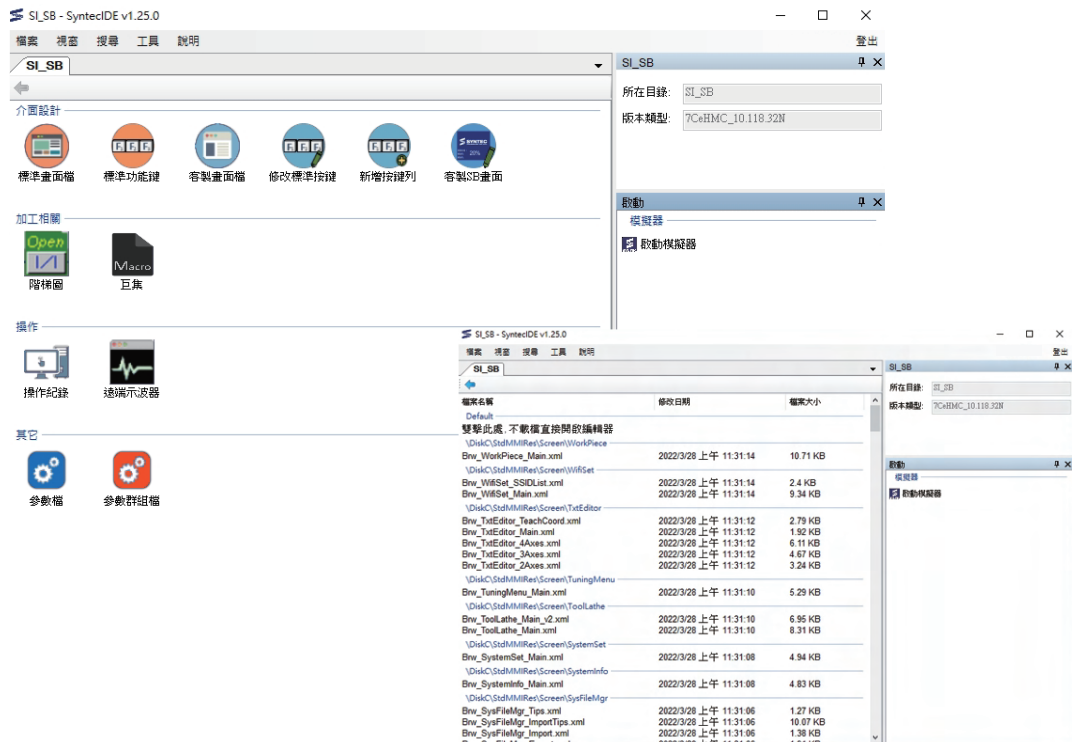 SI_SB - SyntecIDE v1.25.0
檔案 視窗 搜尋 工具 說明 登出
SI_SB
介面設計
標準畫面檔 標準功能鍵 客製畫面檔 修改標準按鍵 新增按鍵列 客製SB畫面
加工相關
Open
Macro
階梯圖 巨集
操作
操作紀錄 遠端示波器
其它
參數檔 參數群組檔
SI_SB
所在目錄: SI_SB
版本類型: 7CeHMC_10.118.32N
啟動
模擬器
啟動模擬器
SI_SB - SyntecIDE v1.25.0
檔案 視窗 搜尋 工具 說明 登出
SI_SB
檔案名稱 修改日期 檔案大小
Default
雙擊此處,不載檔直接開啟編輯器
\DiskC\StdMMIRes\Screen\WorkPiece
Brw_WorkPiece_Main.xml 2022/3/28 上午 11:31:14 10.71 KB
\DiskC\StdMMIRes\Screen\WifiSet
Brw_WifiSet_SSIDList.xml 2022/3/28 上午 11:31:14 2.4 KB
Brw_WifiSet_Main.xml 2022/3/28 上午 11:31:14 9.34 KB
\DiskC\StdMMIRes\Screen\TxtEditor
Brw_TxtEditor_TeachCoord.xml 2022/3/28 上午 11:31:12 2.79 KB
Brw_TxtEditor_Main.xml 2022/3/28 上午 11:31:12 1.92 KB
Brw_TxtEditor_4Axes.xml 2022/3/28 上午 11:31:12 6.11 KB
Brw_TxtEditor_3Axes.xml 2022/3/28 上午 11:31:12 4.67 KB
Brw_TxtEditor_2Axes.xml 2022/3/28 上午 11:31:12 3.24 KB
\DiskC\StdMMIRes\Screen\TuningMenu
Brw_TuningMenu_Main.xml 2022/3/28 上午 11:31:10 5.29 KB
\DiskC\StdMMIRes\Screen\ToolLathe
Brw_ToolLathe_Main_v2.xml 2022/3/28 上午 11:31:10 6.95 KB
Brw_ToolLathe_Main.xml 2022/3/28 上午 11:31:10 8.31 KB
\DiskC\StdMMIRes\Screen\SystemSet
Brw_SystemSet_Main.xml 2022/3/28 上午 11:31:08 4.94 KB
\DiskC\StdMMIRes\Screen\SystemInfo
Brw_SystemInfo_Main.xml 2022/3/28 上午 11:31:08 4.83 KB
\DiskC\StdMMIRes\Screen\SysFileMgr
Brw_SysFileMgr_Tips.xml 2022/3/28 上午 11:31:06 1.27 KB
Brw_SysFileMgr_ImportTips.xml 2022/3/28 上午 11:31:06 10.07 KB
Brw_SysFileMgr_Import.xml 2022/3/28 上午 11:31:06 1.38 KB
SI_SB
所在目錄: SI_SB
版本類型: 7CeHMC_10.118.32N
啟動
模擬器
啟動模擬器